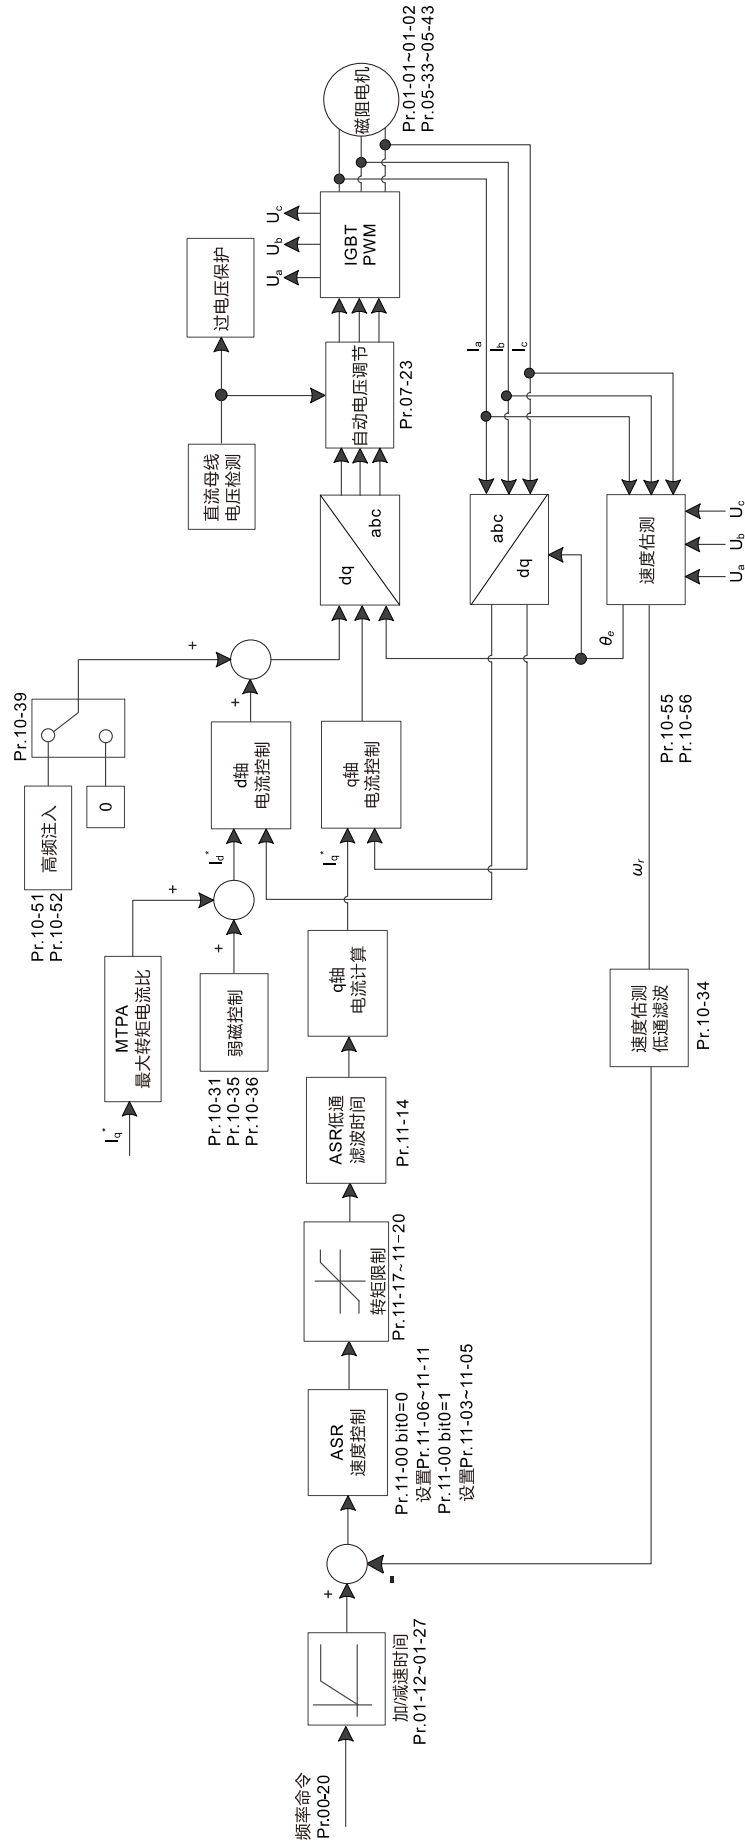 频率命令
Pr.00-20
加/减速时间
Pr.01-12~01-27
+
-
ASR
速度控制
Pr.11-00 bit0=0
设置Pr.11-06~11-11
Pr.11-00 bit0=1
设置Pr.11-03~11-05
转矩限制
Pr.11-17~11-20
ASR低通
滤波时间
Pr.11-14
q轴
电流计算
Iq*
q轴
电流控制
Iq*
MTPA
最大转矩电流比
+
弱磁控制
Pr.10-31
Pr.10-35
Pr.10-36
+
Id*
d轴
电流控制
+
高频注入
Pr.10-51
Pr.10-52
0
Pr.10-39
+
dq
abc
直流母线
电压检测
过电压保护
自动电压调节
Pr.07-23
IGBT
PWM
Ua
Ub
Uc
磁阻电机
Pr.01-01~01-02
Pr.05-33~05-43
Ia
Ib
Ic
abc
dq
速度估测
Ua
Ub
Uc
θe
Pr.10-55
Pr.10-56
ωr
速度估测
低通滤波
Pr.10-34